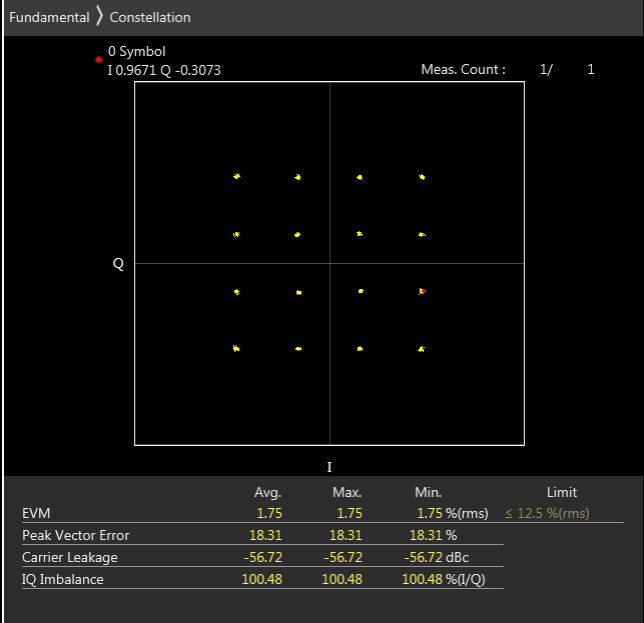 Fundamental 〉 Constellation
0 Symbol
I 0.9671 Q -0.3073
Meas. Count : 1/ 1
Q
I
Avg. Max. Min. Limit
EVM 1.75 1.75 1.75 %(rms) ≤ 12.5 %(rms)
Peak Vector Error 18.31 18.31 18.31 %
Carrier Leakage -56.72 -56.72 -56.72 dBc
IQ Imbalance 100.48 100.48 100.48 %(I/Q)